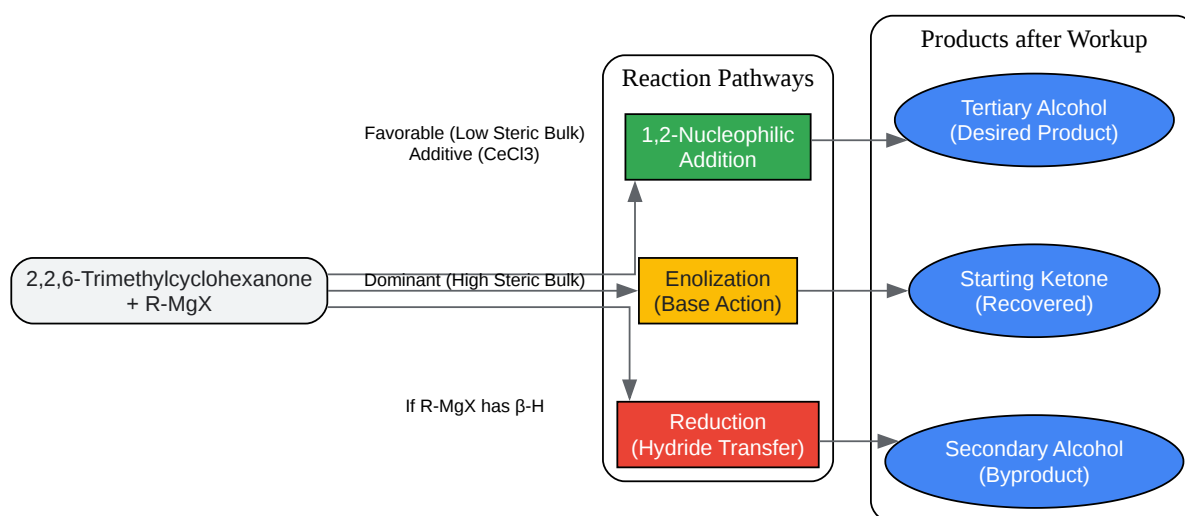 Products after Workup
Reaction Pathways
Favorable (Low Steric Bulk)
Additive (CeCl3)
1,2-Nucleophilic
Addition
Tertiary Alcohol
(Desired Product)
2,2,6-Trimethylcyclohexanone
+ R-MgX
Dominant (High Steric Bulk)
Enolization
(Base Action)
Starting Ketone
(Recovered)
If R-MgX has β-H
Reduction
(Hydride Transfer)
Secondary Alcohol
(Byproduct)